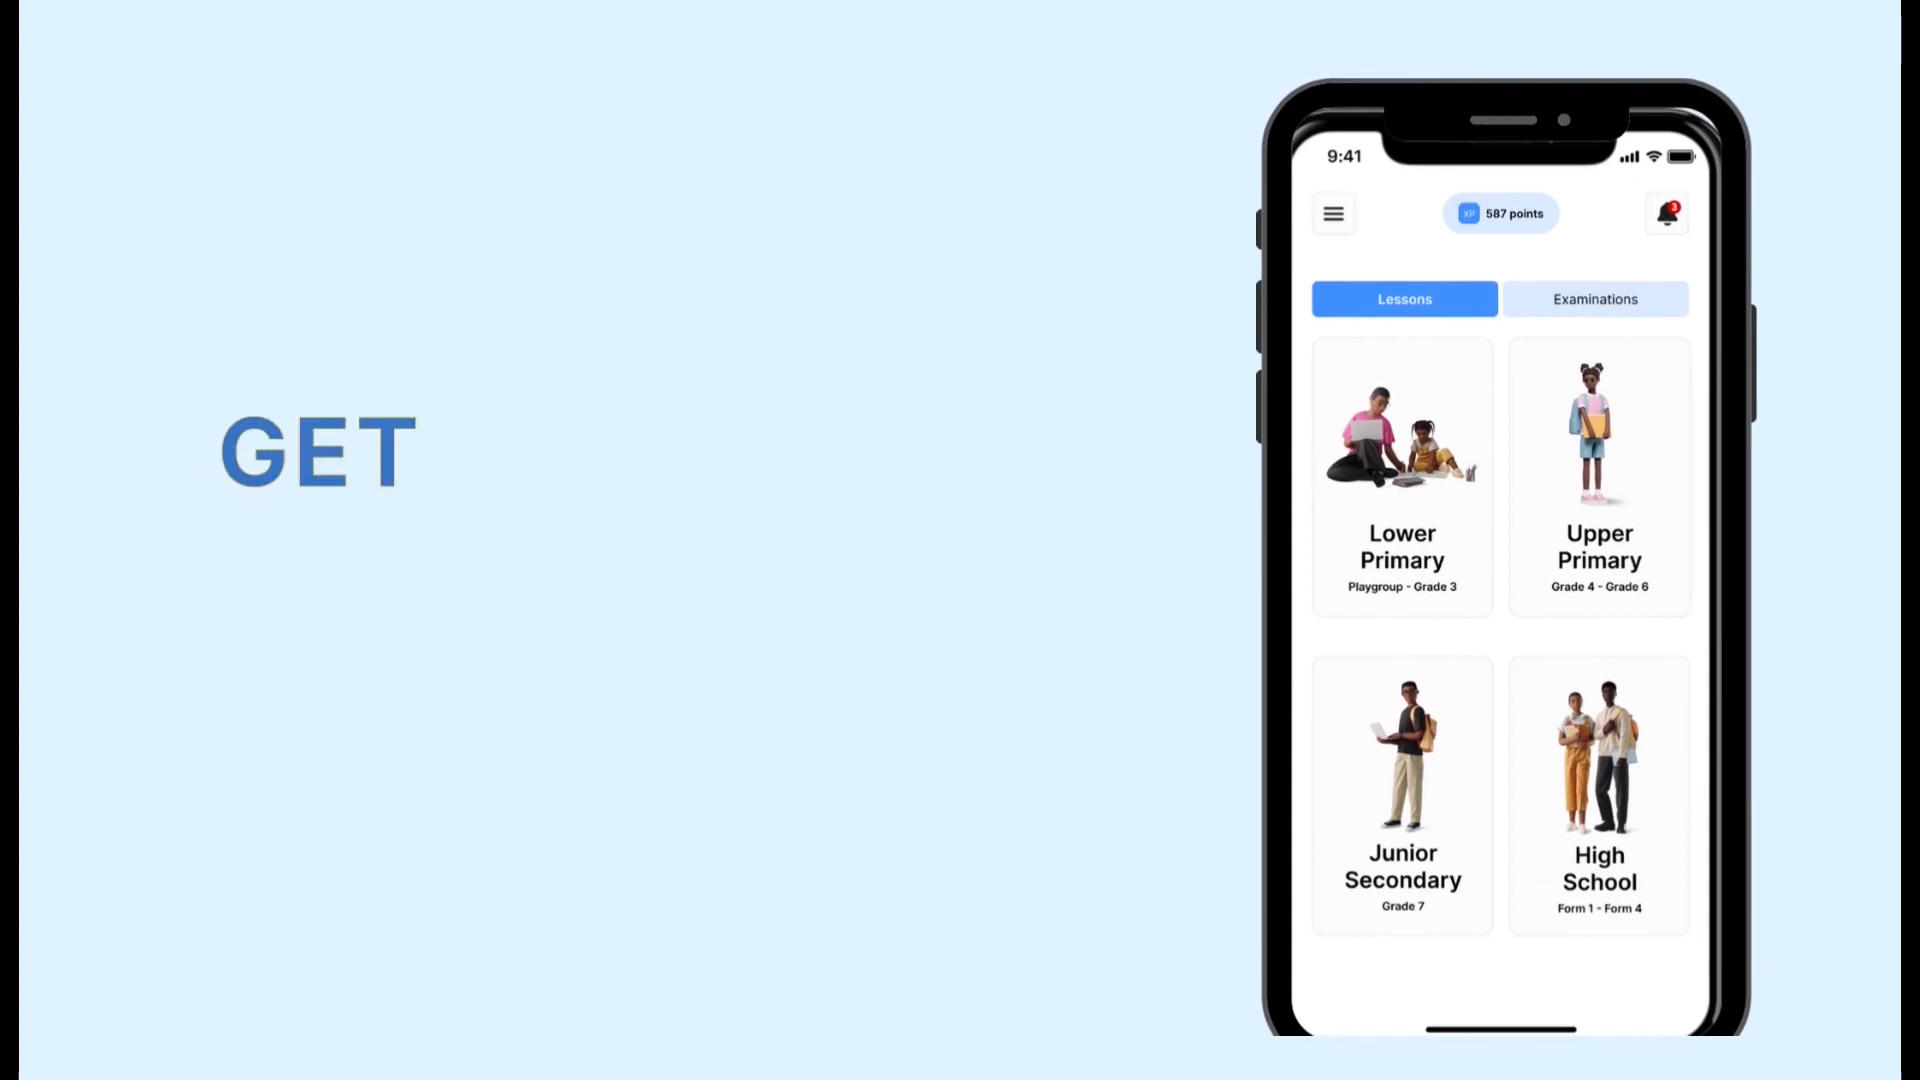 GET
9:41
XP 587 points
3
Lessons
Examinations
Lower
Primary
Playgroup - Grade 3
Upper
Primary
Grade 4 - Grade 6
Junior
Secondary
Grade 7
High
School
Form 1 - Form 4